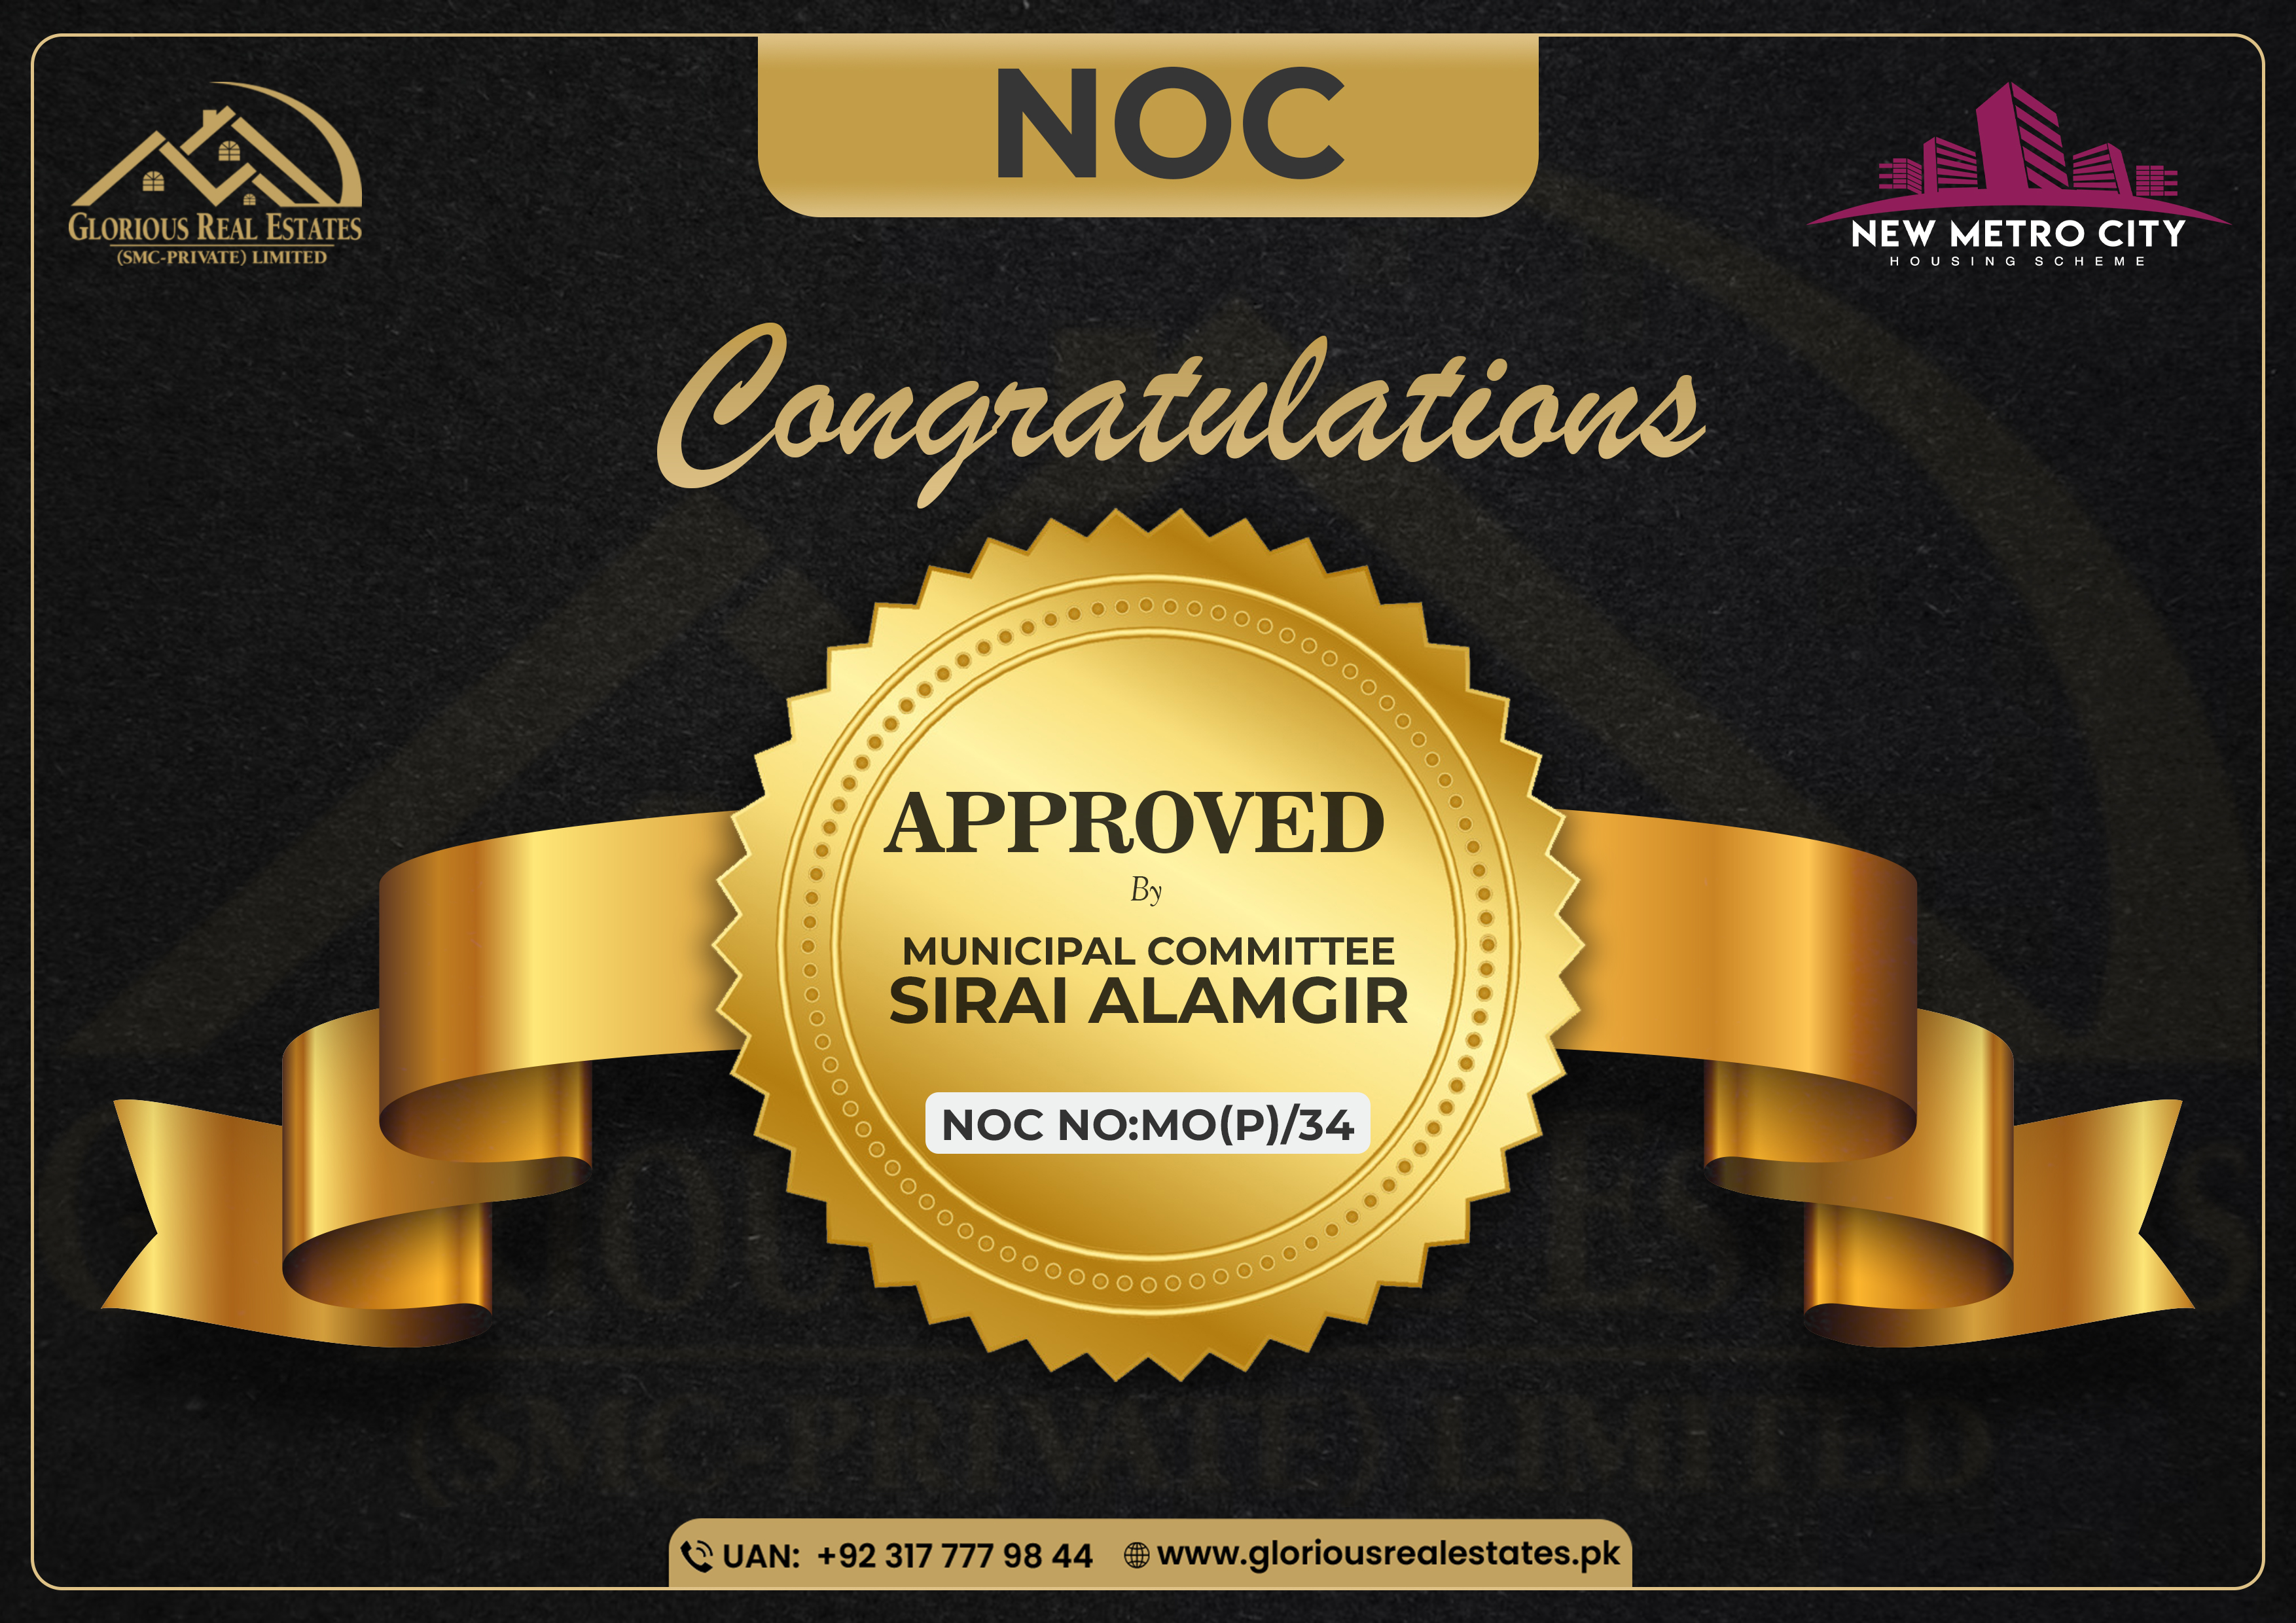 NOC
GLORIOUS REAL ESTATES
(SMC-PRIVATE) LIMITED
NEW METRO CITY
HOUSING SCHEME
Congratulations
APPROVED
By
MUNICIPAL COMMITTEE
SIRAI ALAMGIR
NOC NO:MO(P)/34
UAN: +92 317 777 98 44 www.gloriousrealestates.pk